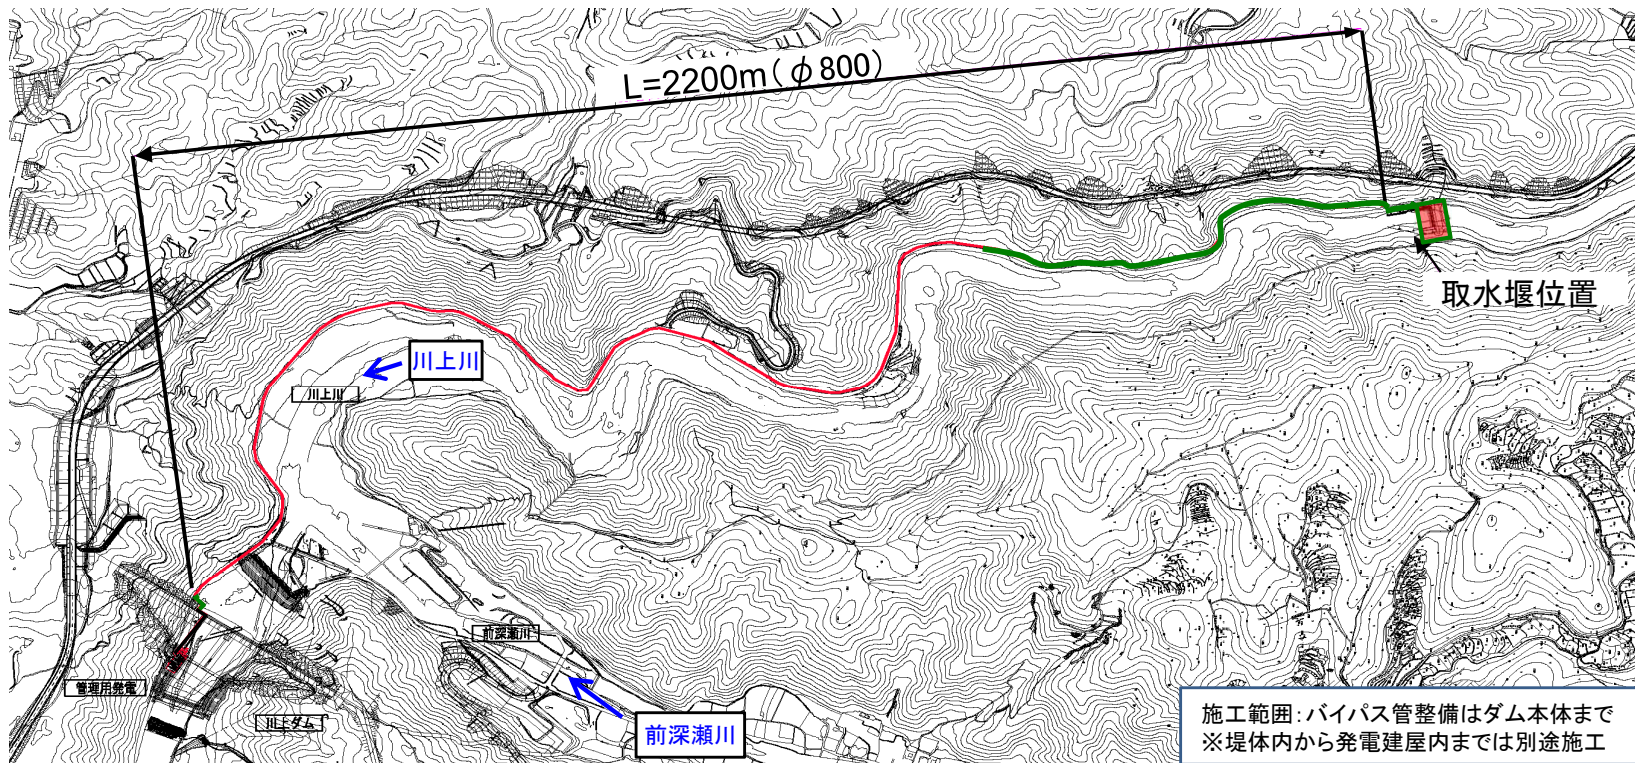 L=2200m(φ800)
取水堰位置
川上川
川上川
前深瀬川
前深瀬川
管理用発電
川上ダム
施工範囲:バイパス管整備はダム本体まで
※堤体内から発電建屋内までは別途施工